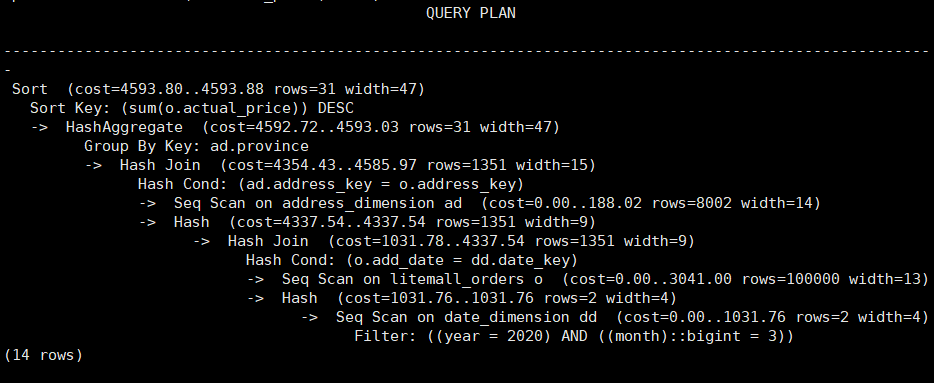 QUERY PLAN
----------------------------------------------------------------------------------------------------------
-
Sort  (cost=4593.80..4593.88 rows=31 width=47)
  Sort Key: (sum(o.actual_price)) DESC
  ->  HashAggregate  (cost=4592.72..4593.03 rows=31 width=47)
        Group By Key: ad.province
        ->  Hash Join  (cost=4354.43..4585.97 rows=1351 width=15)
              Hash Cond: (ad.address_key = o.address_key)
              ->  Seq Scan on address_dimension ad  (cost=0.00..188.02 rows=8002 width=14)
              ->  Hash  (cost=4337.54..4337.54 rows=1351 width=9)
                    ->  Hash Join  (cost=1031.78..4337.54 rows=1351 width=9)
                          Hash Cond: (o.add_date = dd.date_key)
                          ->  Seq Scan on litemall_orders o  (cost=0.00..3041.00 rows=100000 width=13)
                          ->  Hash  (cost=1031.76..1031.76 rows=2 width=4)
                                ->  Seq Scan on date_dimension dd  (cost=0.00..1031.76 rows=2 width=4)
                                      Filter: ((year = 2020) AND ((month)::bigint = 3))
(14 rows)